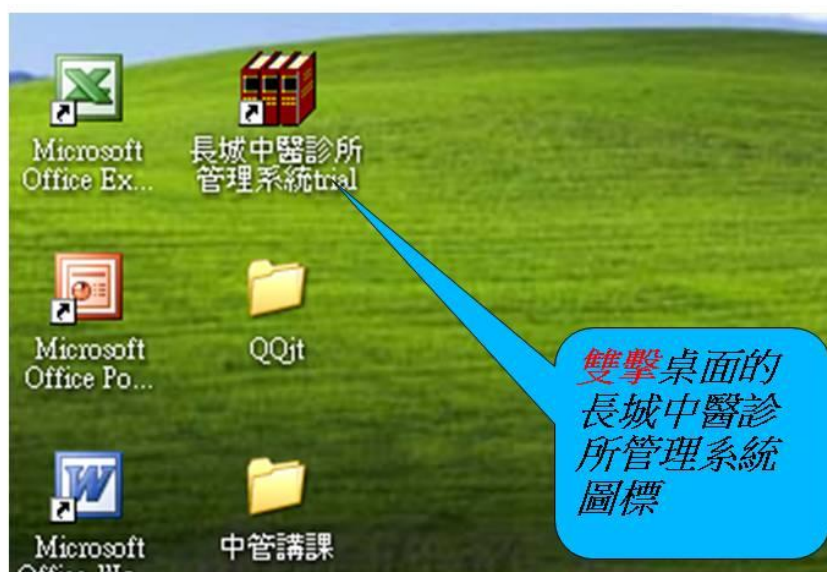 Microsoft
Office Ex...
長城中醫診所
管理系統trial
Microsoft
Office Po...
QQjt
雙擊桌面的
長城中醫診
所管理系統
圖標
Microsoft
Office Wo...
中管講課